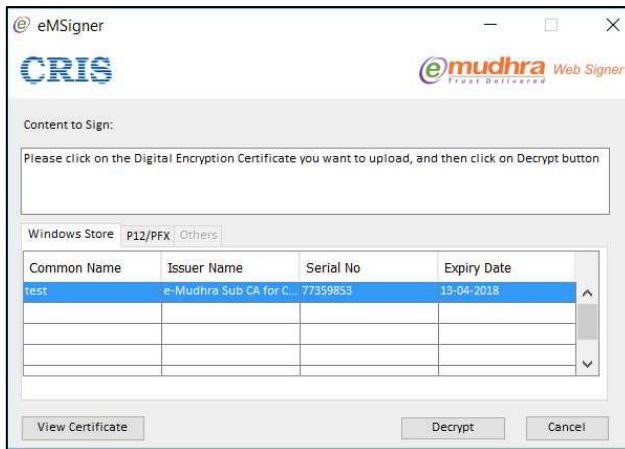 eMSigner
CRIS
emudhra Web Signer
Trust Delivered
Content to Sign:
Please click on the Digital Encryption Certificate you want to upload, and then click on Decrypt button
Windows Store P12/PFX Others
Common Name Issuer Name Serial No Expiry Date
test e-Mudhra Sub CA for C... 77359853 13-04-2018
View Certificate Decrypt Cancel